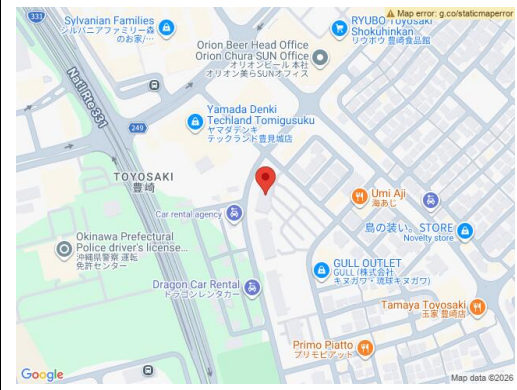 331
Sylvanian Families
シルバニアファミリー森
のお家/…
Map error: g.co/staticmaperror
RYUBO Toyosaki
Shokuhinkan
リウボウ 豊崎食品館
Orion Beer Head Office
Orion Chura SUN Office
オリオンビール 本社
オリオン美らSUNオフィス
Nat'l Rte 331
Yamada Denki
Techland Tomigusuku
ヤマダデンキ
テックランド豊見城店
249
TOYOSAKI
豊崎
Umi Aji
海あじ
Car rental agency
島の装い。STORE
Novelty store
Okinawa Prefectural
Police driver's license...
沖縄県警察 運転
免許センター
GULL OUTLET
GULL (株式会社
キヌガワ・琉球キヌガワ)
Dragon Car Rental
ドラゴンレンタカー
Tamaya Toyosaki
玉家 豊崎店
Primo Piatto
プリモピアット
Google
Map data ©2026